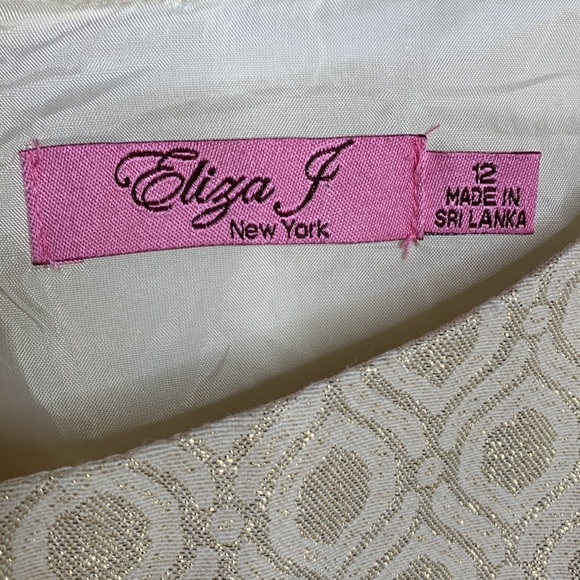 Eliza J
New York
12
MADE IN
SRI LANKA